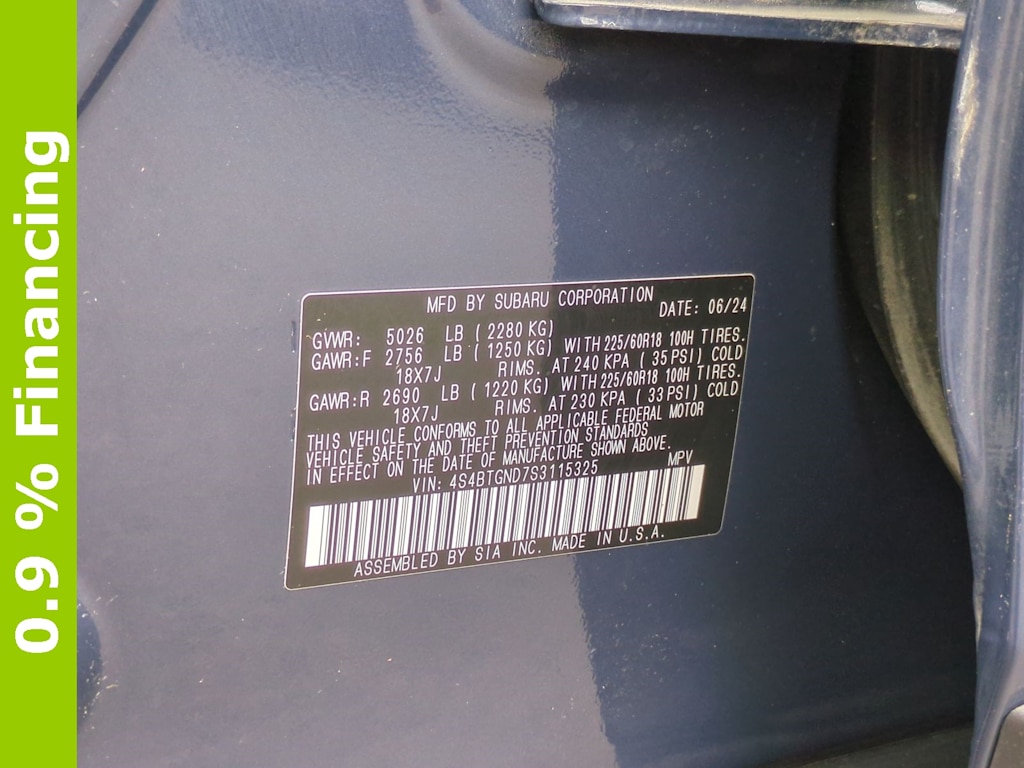 0.9 % Financing
MFD BY SUBARU CORPORATION DATE: 06/24
GVWR: 5026 LB ( 2280 KG)
GAWR:F 2756 LB ( 1250 KG) WITH 225/60R18 100H TIRES.
18X7J RIMS. AT 240 KPA ( 35 PSI) COLD
GAWR:R 2690 LB ( 1220 KG) WITH 225/60R18 100H TIRES.
18X7J RIMS. AT 230 KPA ( 33 PSI) COLD
THIS VEHICLE CONFORMS TO ALL APPLICABLE FEDERAL MOTOR
VEHICLE SAFETY AND THEFT PREVENTION STANDARDS
IN EFFECT ON THE DATE OF MANUFACTURE SHOWN ABOVE.
VIN: 4S4BTGND7S3115325 MPV
ASSEMBLED BY SIA INC. MADE IN U.S.A.